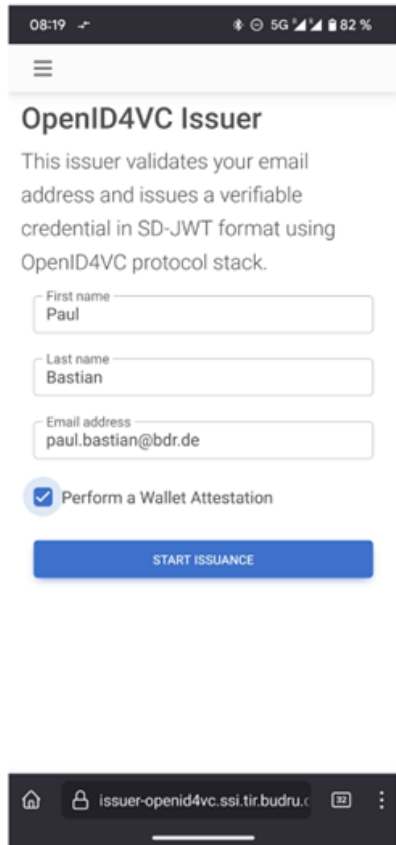 08:19 5G 82 %
OpenID4VC Issuer
This issuer validates your email
address and issues a verifiable
credential in SD-JWT format using
OpenID4VC protocol stack.
First name
Paul
Last name
Bastian
Email address
paul.bastian@bdr.de
Perform a Wallet Attestation
START ISSUANCE
issuer-openid4vc.ssi.tir.budru.c 32